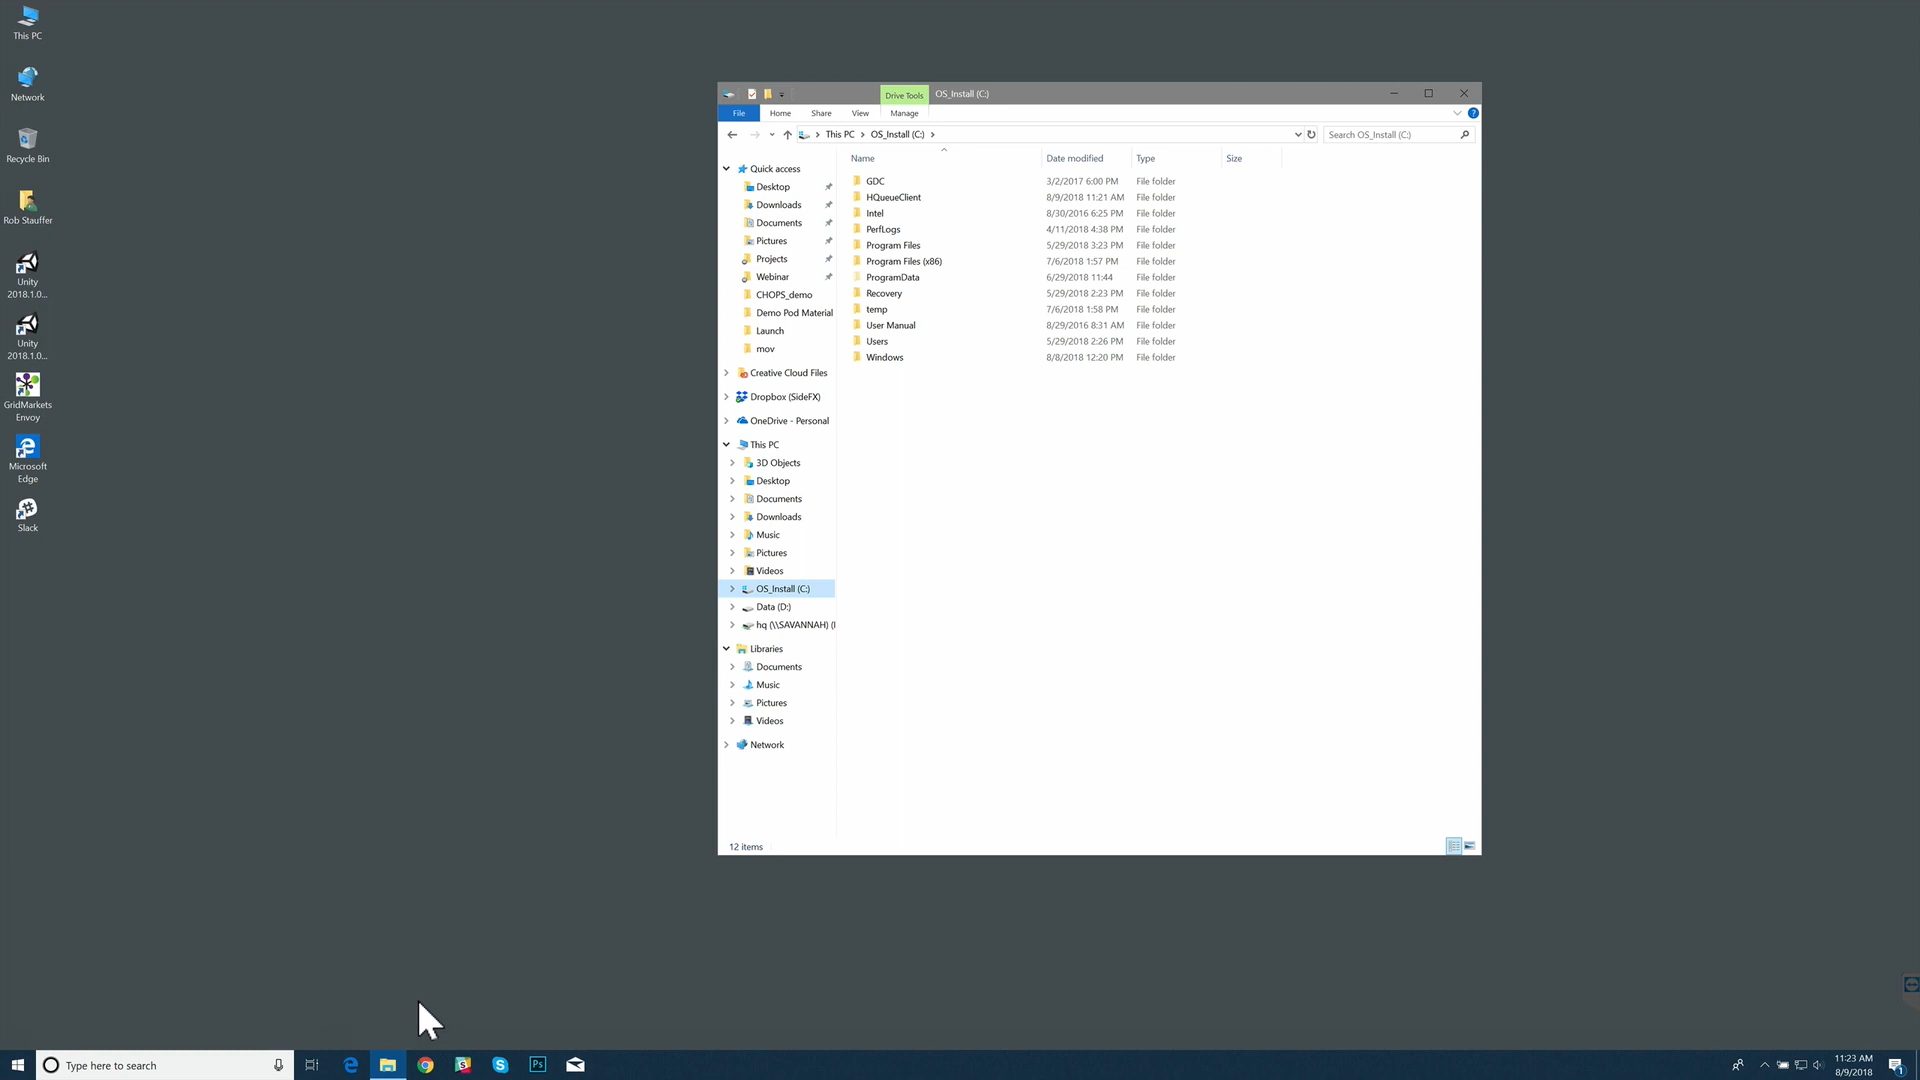 This PC
Network
Recycle Bin
Rob Stauffer
Unity
2018.1.0...
Unity
2018.1.0...
GridMarkets
Envoy
Microsoft
Edge
Slack
Drive Tools OS_Install (C:)
File Home Share View Manage
This PC OS_Install (C:) Search OS_Install (C:)
Quick access
Desktop
Downloads
Documents
Pictures
Projects
Webinar
CHOPS_demo
Demo Pod Material
Launch
mov
Creative Cloud Files
Dropbox (SideFX)
OneDrive - Personal
This PC
3D Objects
Desktop
Documents
Downloads
Music
Pictures
Videos
OS_Install (C:)
Data (D:)
hq (\\SAVANNAH) (
Libraries
Documents
Music
Pictures
Videos
Network
Name Date modified Type Size
GDC 3/2/2017 6:00 PM File folder
HQueueClient 8/9/2018 11:21 AM File folder
Intel 8/30/2016 6:25 PM File folder
PerfLogs 4/11/2018 4:38 PM File folder
Program Files 5/29/2018 3:23 PM File folder
Program Files (x86) 7/6/2018 1:57 PM File folder
ProgramData 6/29/2018 11:44 File folder
Recovery 5/29/2018 2:23 PM File folder
temp 7/6/2018 1:58 PM File folder
User Manual 8/29/2016 8:31 AM File folder
Users 5/29/2018 2:26 PM File folder
Windows 8/8/2018 12:20 PM File folder
12 items
Type here to search
Ps
11:23 AM
8/9/2018
1